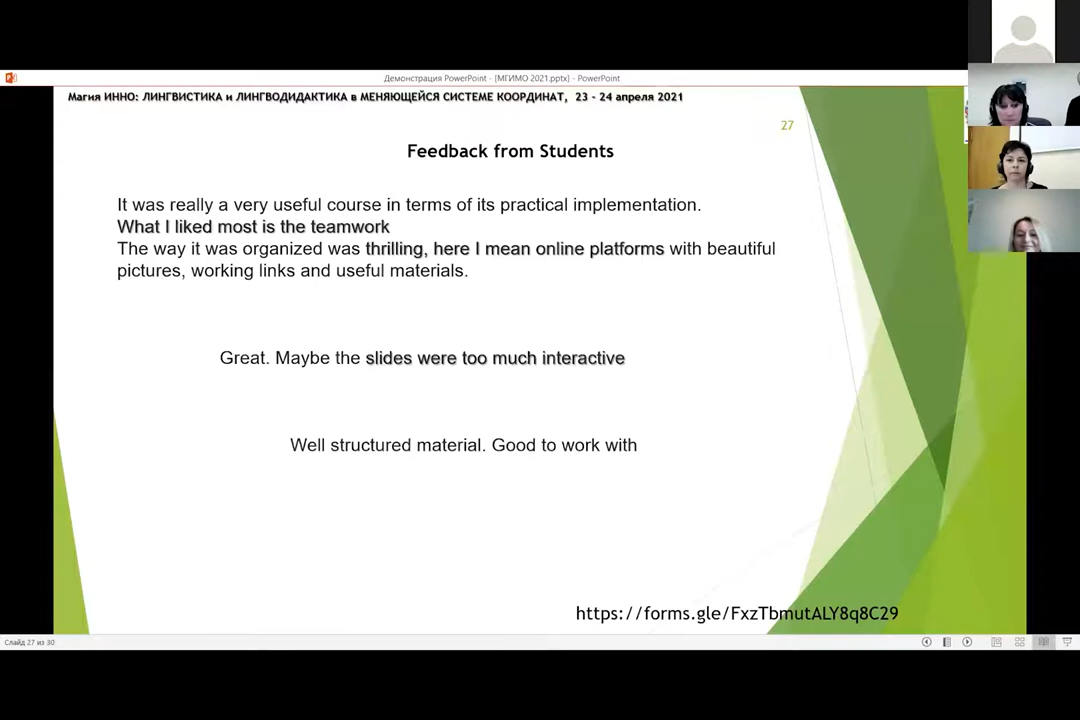 Демонстрация PowerPoint - [МГИМО 2021.pptx] - PowerPoint
Магия ИННО: ЛИНГВИСТИКА и ЛИНГВОДИДАКТИКА в МЕНЯЮЩЕЙСЯ СИСТЕМЕ КООРДИНАТ, 23 - 24 апреля 2021
27
Feedback from Students
It was really a very useful course in terms of its practical implementation.
What I liked most is the teamwork
The way it was organized was thrilling, here I mean online platforms with beautiful
pictures, working links and useful materials.
Great. Maybe the slides were too much interactive
Well structured material. Good to work with
https://forms.gle/FxzTbmutALY8q8C29
Слайд 27 из 30